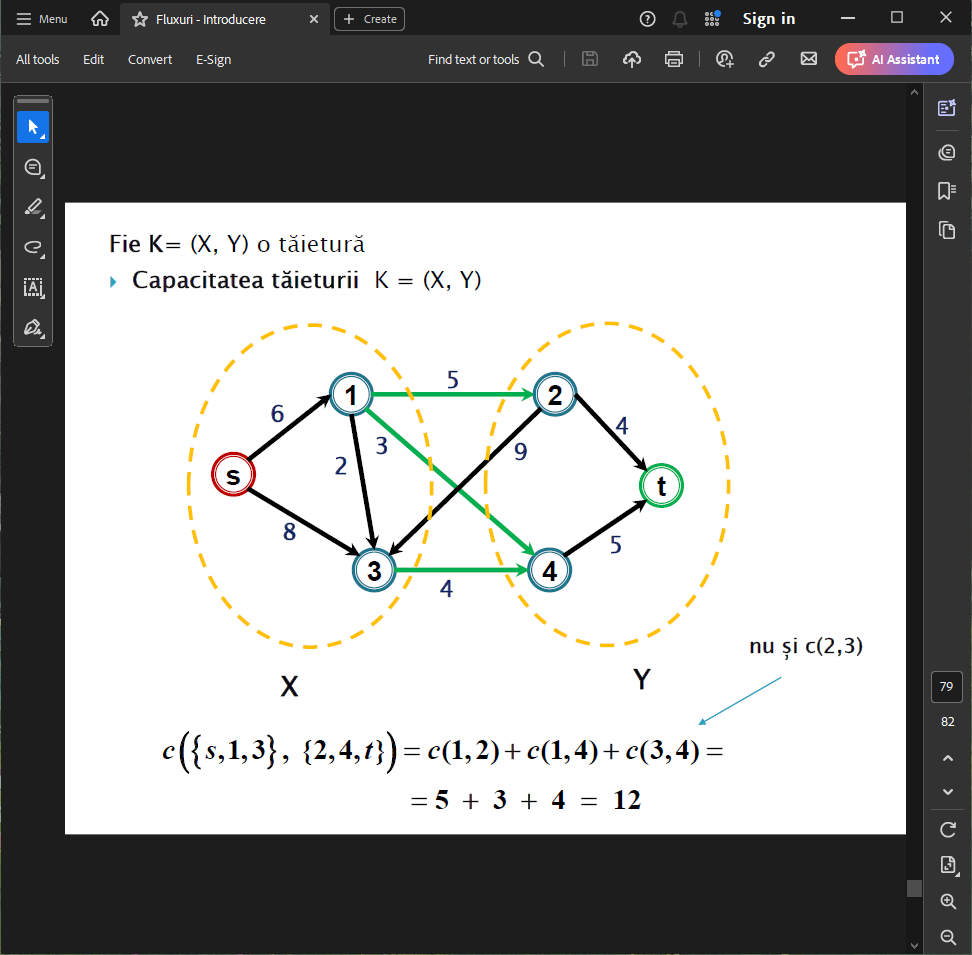 Menu Fluxuri - Introducere Create Sign in
All tools Edit Convert E-Sign Find text or tools AI Assistant
Fie K= (X, Y) o tăietură
Capacitatea tăieturii K = (X, Y)
5
1 2
6 3 4
2 9
s t
8 5
3 4
4
nu și c(2,3)
X Y
79
82
c({s,1,3}, {2,4,t}) = c(1,2)+c(1,4)+c(3,4) =
= 5 + 3 + 4 = 12